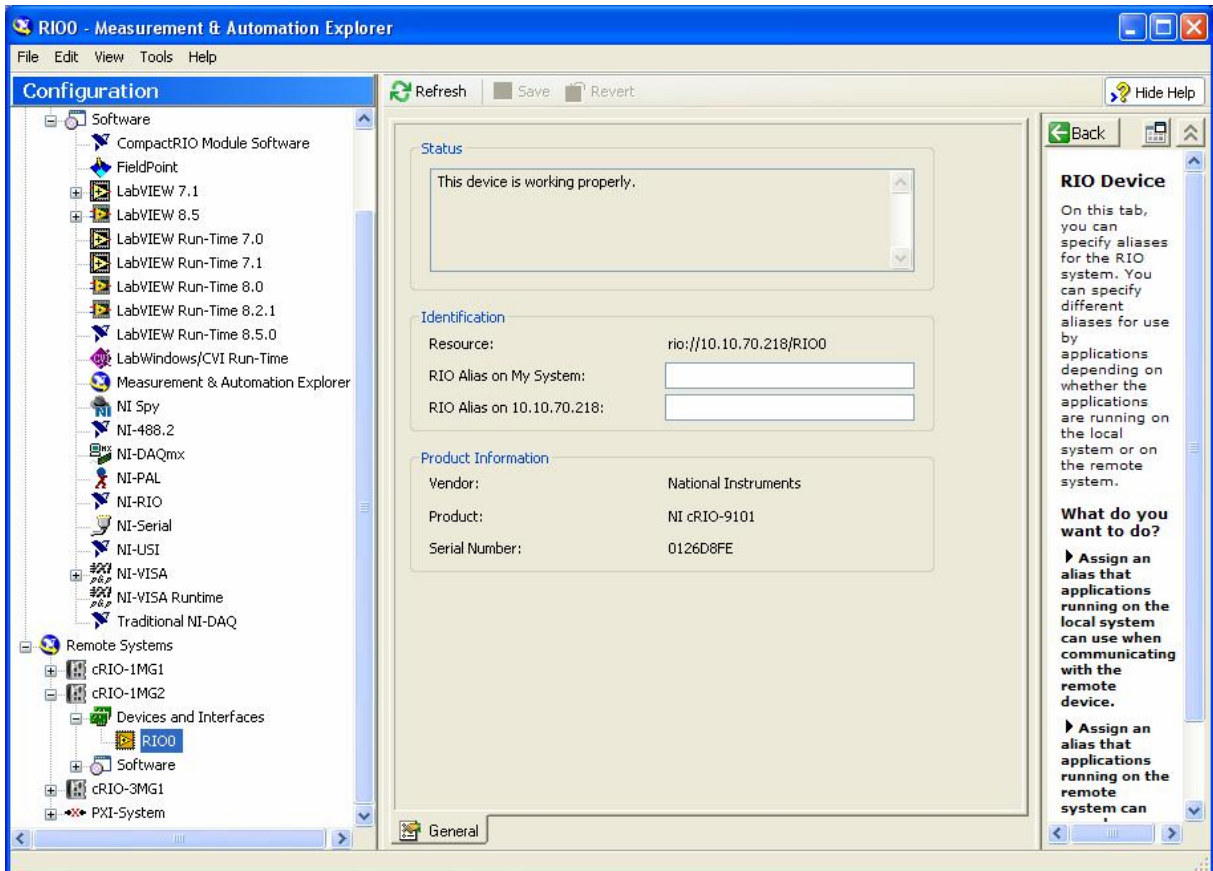 RIO0 - Measurement & Automation Explorer
File Edit View Tools Help
Configuration
Software
CompactRIO Module Software
FieldPoint
LabVIEW 7.1
LabVIEW 8.5
LabVIEW Run-Time 7.0
LabVIEW Run-Time 7.1
LabVIEW Run-Time 8.0
LabVIEW Run-Time 8.2.1
LabVIEW Run-Time 8.5.0
LabWindows/CVI Run-Time
Measurement & Automation Explorer
NI Spy
NI-488.2
NI-DAQmx
NI-PAL
NI-RIO
NI-Serial
NI-USI
NI-VISA
NI-VISA Runtime
Traditional NI-DAQ
Remote Systems
cRIO-1MG1
cRIO-1MG2
Devices and Interfaces
RIO0
Software
cRIO-3MG1
PXI-System
Refresh Save Revert
Hide Help
Status
This device is working properly.
Identification
Resource: rio://10.10.70.218/RIO0
RIO Alias on My System:
RIO Alias on 10.10.70.218:
Product Information
Vendor: National Instruments
Product: NI cRIO-9101
Serial Number: 0126D8FE
General
Back
RIO Device
On this tab,
you can
specify aliases
for the RIO
system. You
can specify
different
aliases for use
by
applications
depending on
whether the
applications
are running on
the local
system or on
the remote
system.
What do you
want to do?
Assign an
alias that
applications
running on the
local system
can use when
communicating
with the
remote
device.
Assign an
alias that
applications
running on the
remote
system can